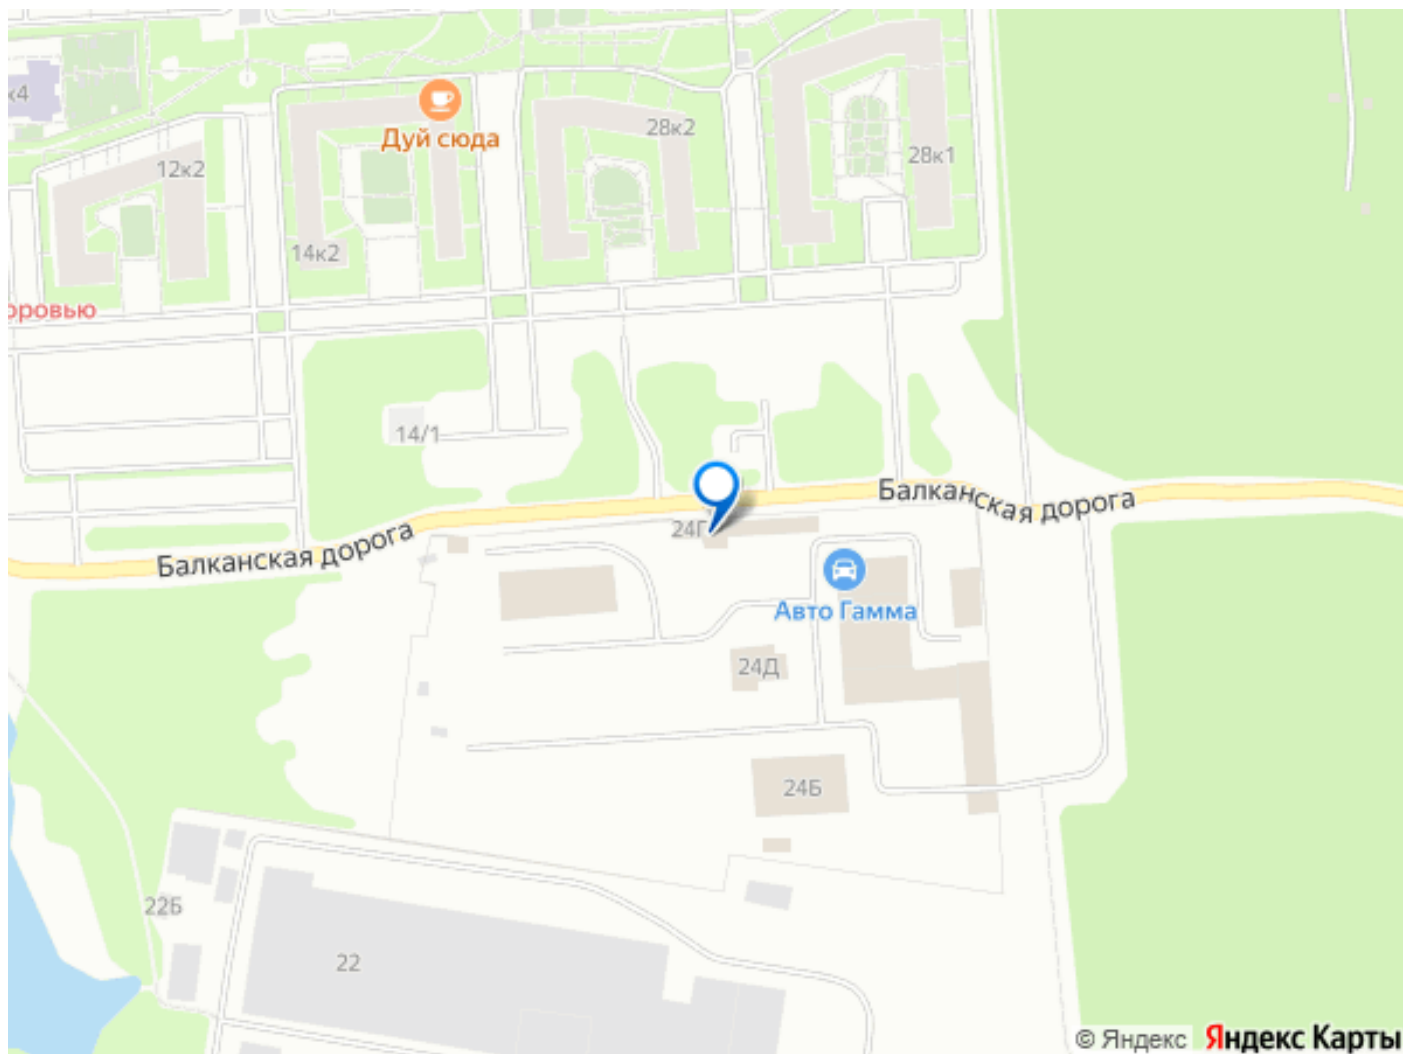 к4
Дуй сюда
28к2
28к1
12к2
14к2
оровью
14/1
Балканская дорога
24Г
Балканская дорога
Авто Гамма
24Д
24Б
22Б
22
© Яндекс
Яндекс Карты